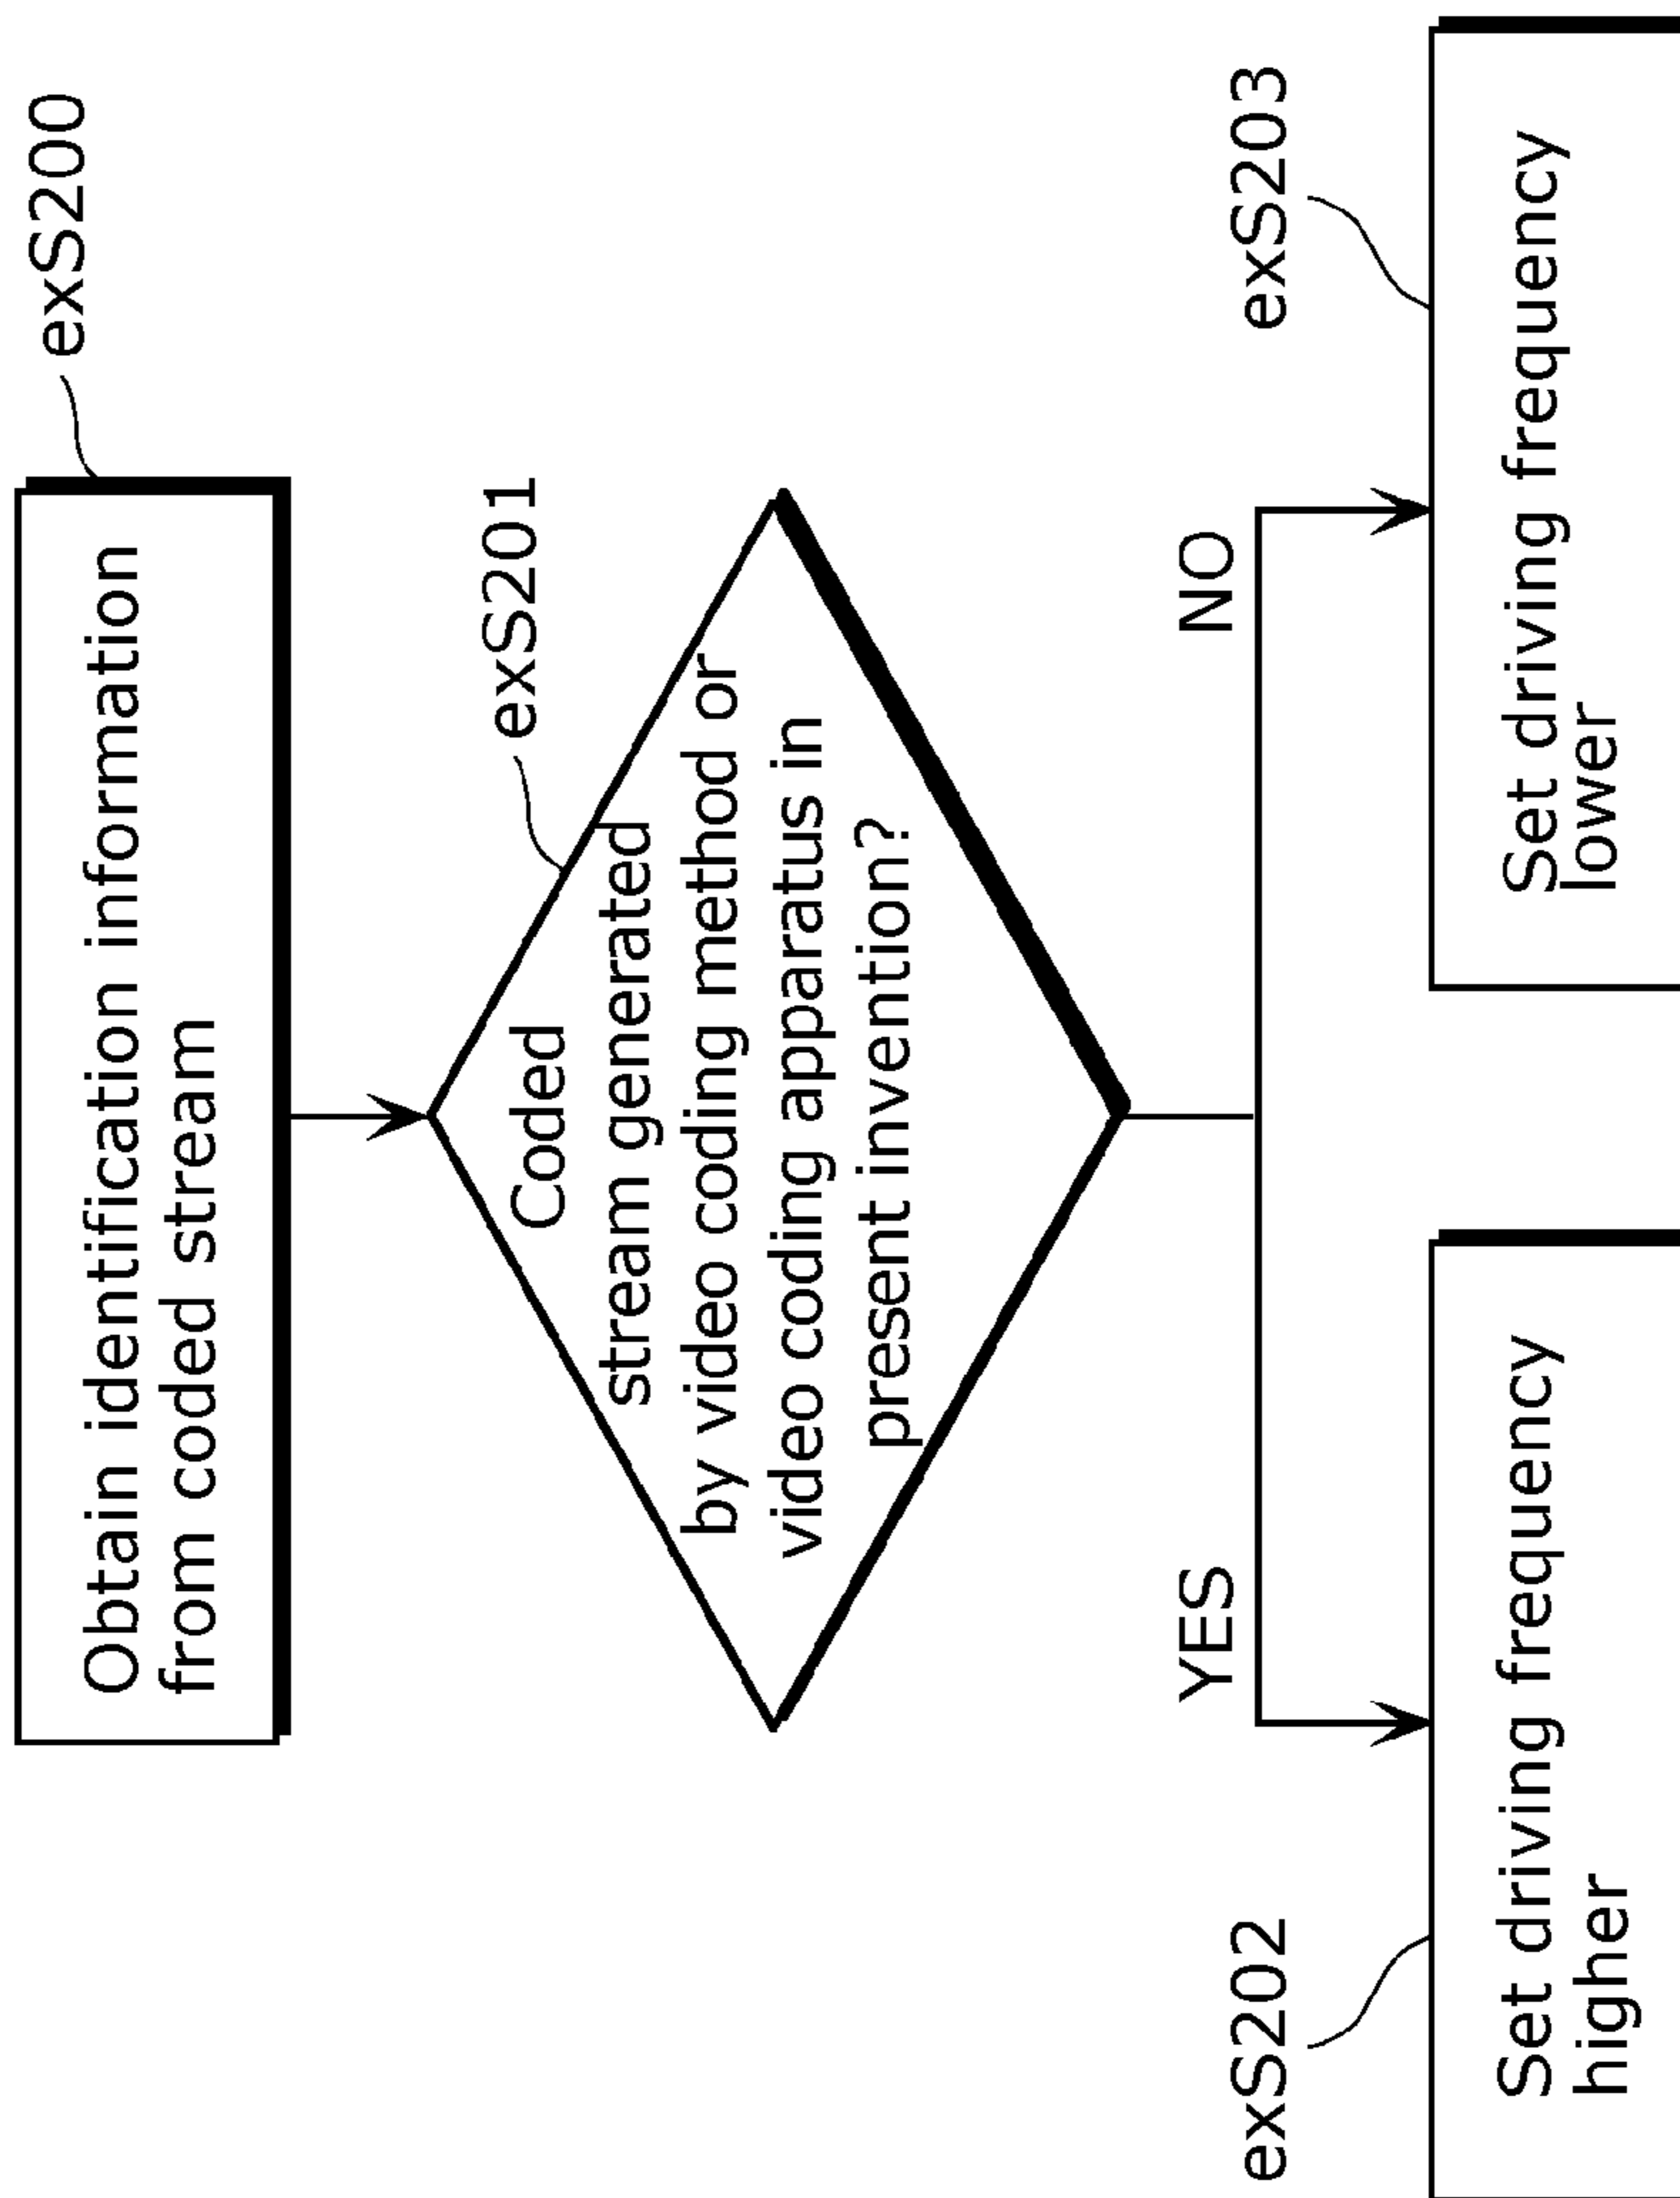 exS200
Obtain identification information
from coded stream
exS201
Coded
stream generated
by video coding method or
video coding apparatus in
present invention?
YES
NO
exS202
exS203
Set driving frequency
higher
Set driving frequency
lower